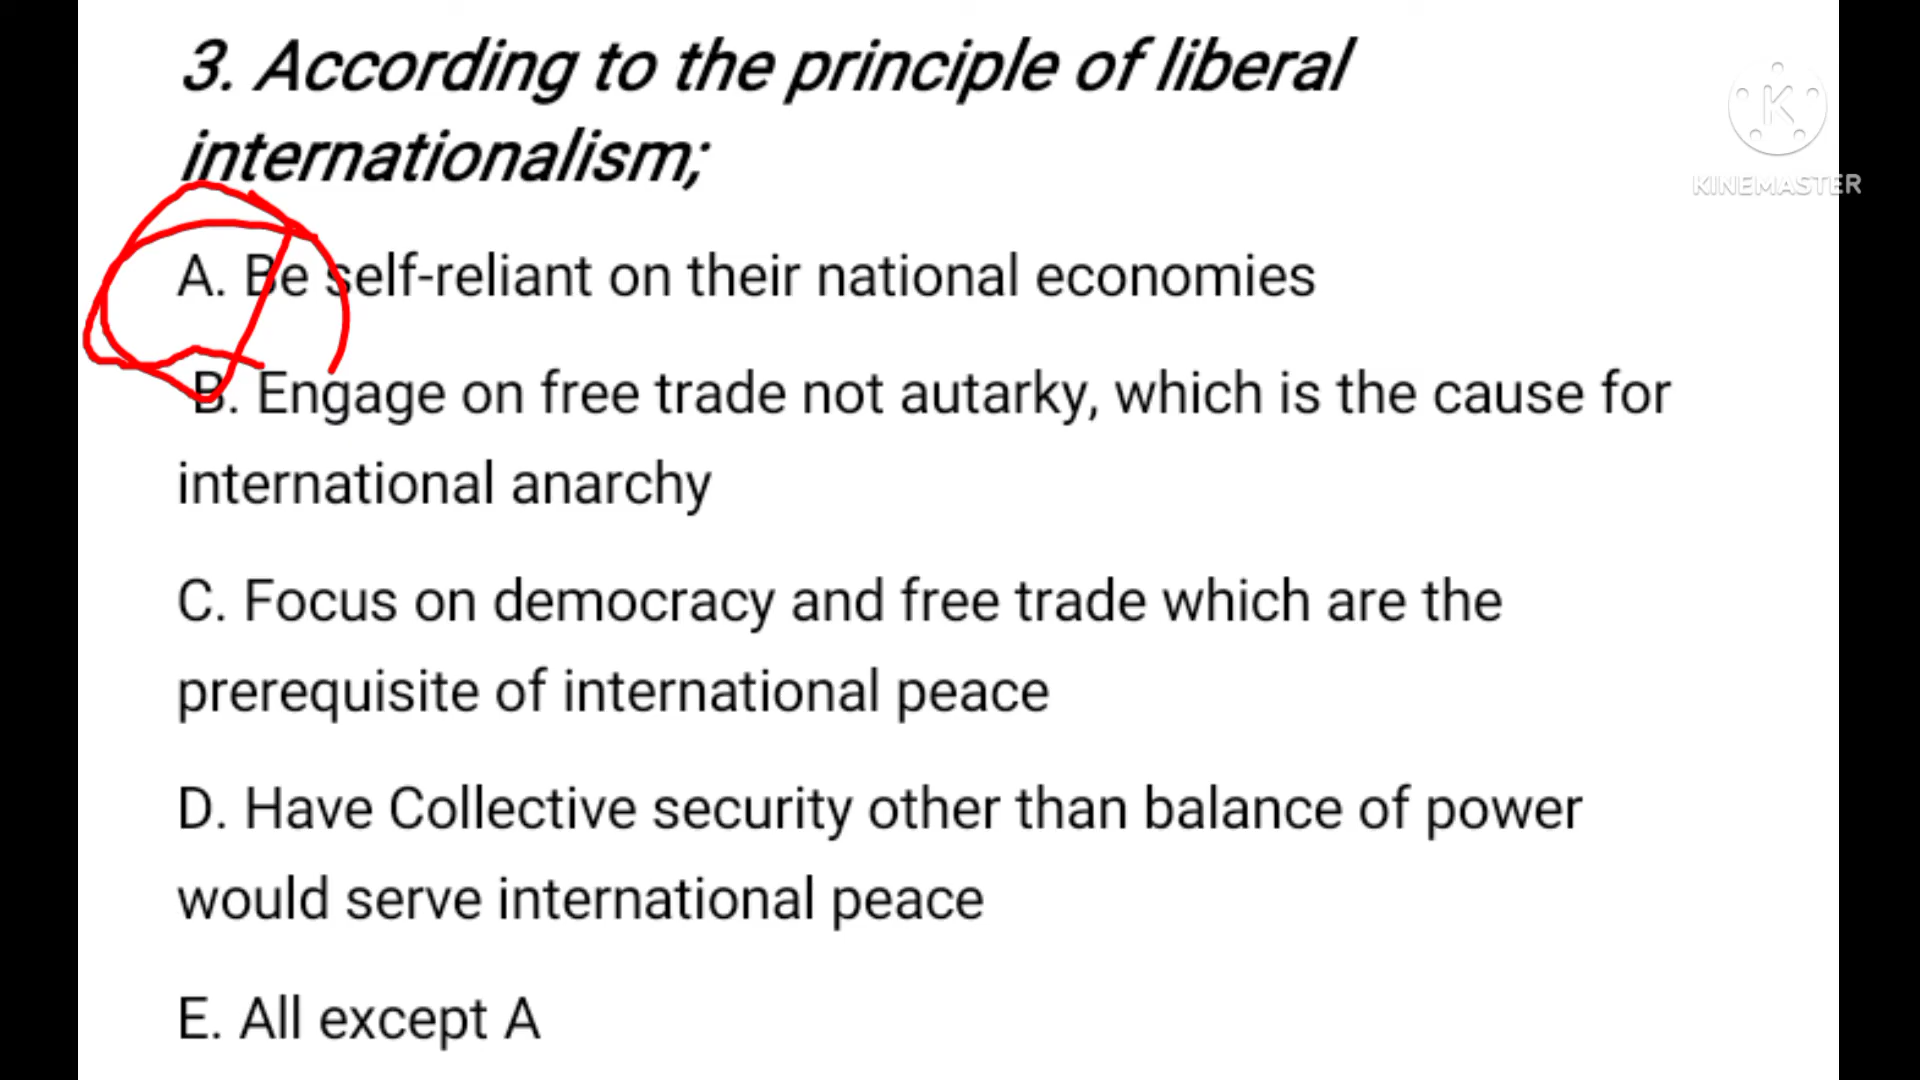 3. According to the principle of liberal
internationalism;
A. Be self-reliant on their national economies
B. Engage on free trade not autarky, which is the cause for
international anarchy
C. Focus on democracy and free trade which are the
prerequisite of international peace
D. Have Collective security other than balance of power
would serve international peace
E. All except A
K
KINEMASTER